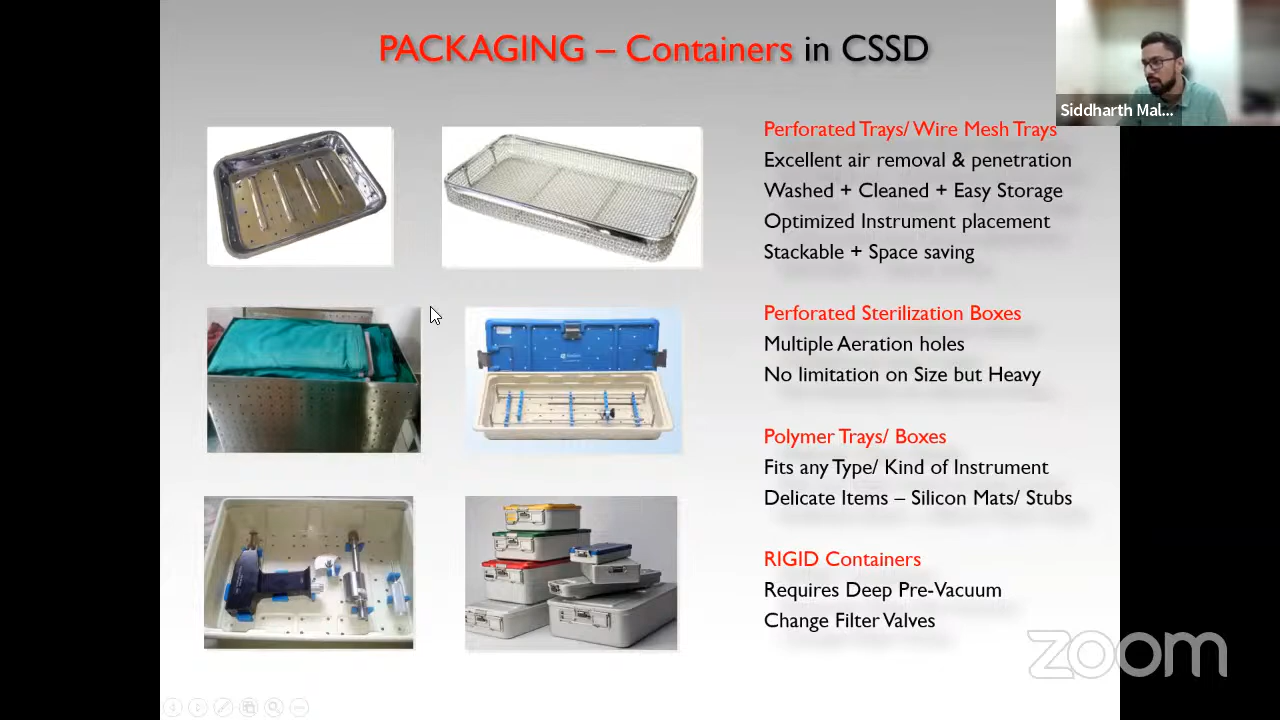 PACKAGING – Containers in CSSD
Siddharth Mal...
Perforated Trays/ Wire Mesh Trays
Excellent air removal & penetration
Washed + Cleaned + Easy Storage
Optimized Instrument placement
Stackable + Space saving
Perforated Sterilization Boxes
Multiple Aeration holes
No limitation on Size but Heavy
Polymer Trays/ Boxes
Fits any Type/ Kind of Instrument
Delicate Items – Silicon Mats/ Stubs
RIGID Containers
Requires Deep Pre-Vacuum
Change Filter Valves
zoom